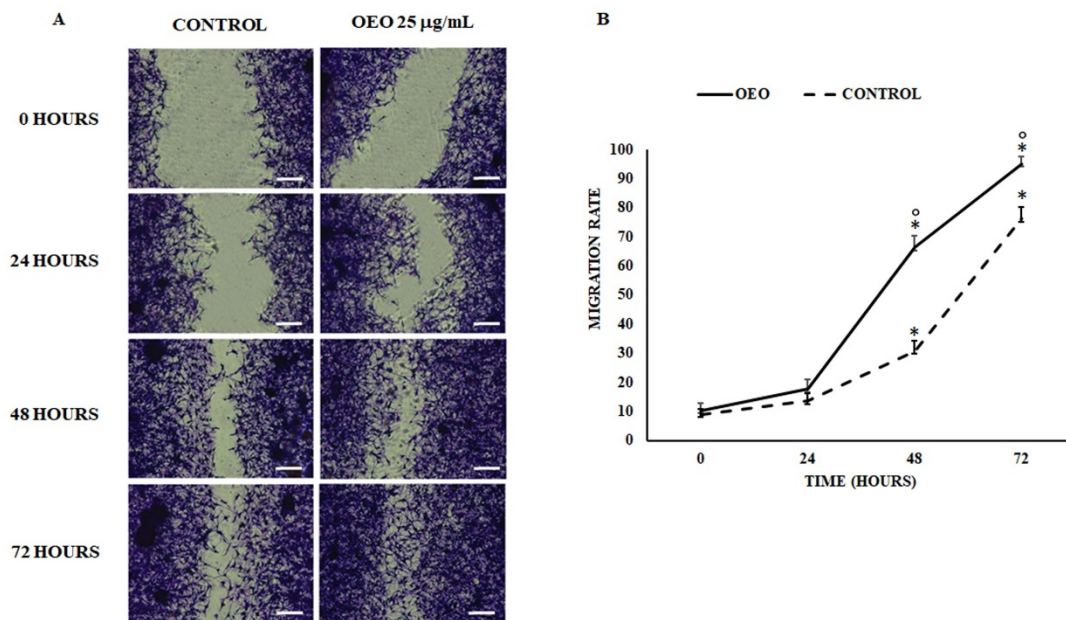 A
CONTROL
OEO 25 µg/mL
0 HOURS
24 HOURS
48 HOURS
72 HOURS
B
OEO
CONTROL
MIGRATION RATE
100
90
80
70
60
50
40
30
20
10
0
° 
*
*
°
*
*
0 24 48 72
TIME (HOURS)